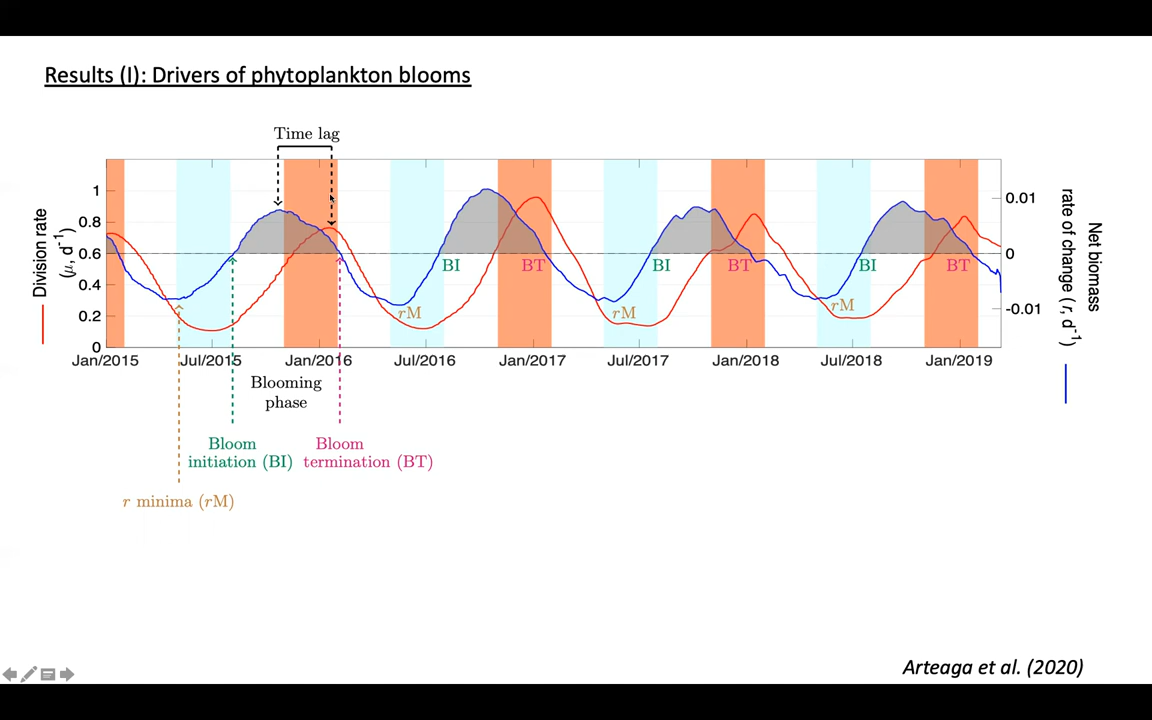 Results (I): Drivers of phytoplankton blooms
Time lag
Division rate
(μ, d-1)
1
0.8
0.6
0.4
0.2
0
0.01
0
-0.01
Net biomass
rate of change (r, d-1)
BI
BT
BI
BT
BI
BT
rM
rM
rM
Jan/2015
Jul/2015
Jan/2016
Jul/2016
Jan/2017
Jul/2017
Jan/2018
Jul/2018
Jan/2019
Blooming
phase
Bloom
initiation (BI)
Bloom
termination (BT)
r minima (rM)
Arteaga et al. (2020)